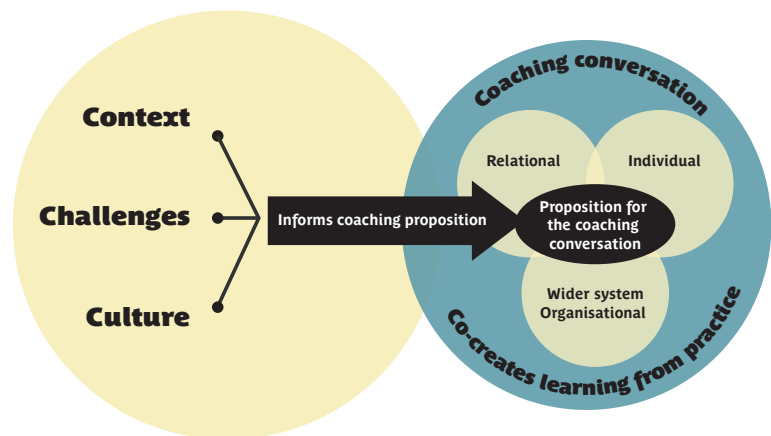 Context
Challenges
Culture
Informs coaching proposition
Coaching conversation
Relational
Individual
Proposition for
the coaching
conversation
Wider system
Organisational
Co-creates learning from practice